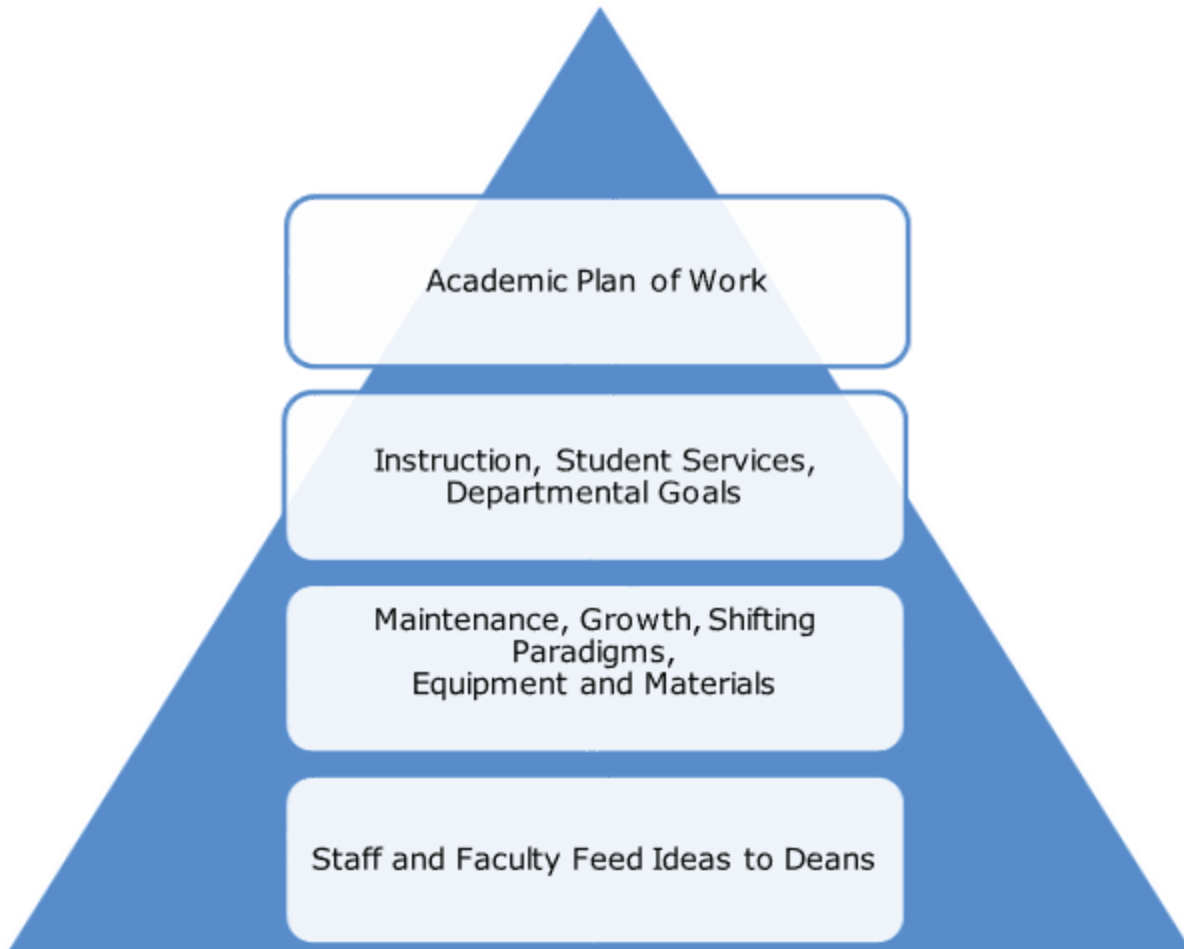 Academic Plan of Work
Instruction, Student Services,
Departmental Goals
Maintenance, Growth, Shifting
Paradigms,
Equipment and Materials
Staff and Faculty Feed Ideas to Deans